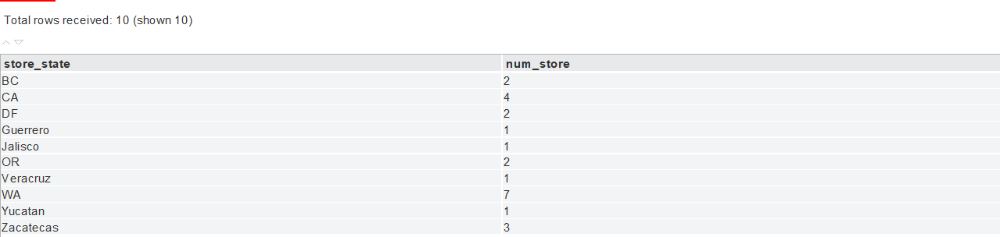 Total rows received: 10 (shown 10)
store_state num_store
BC 2
CA 4
DF 2
Guerrero 1
Jalisco 1
OR 2
Veracruz 1
WA 7
Yucatan 1
Zacatecas 3